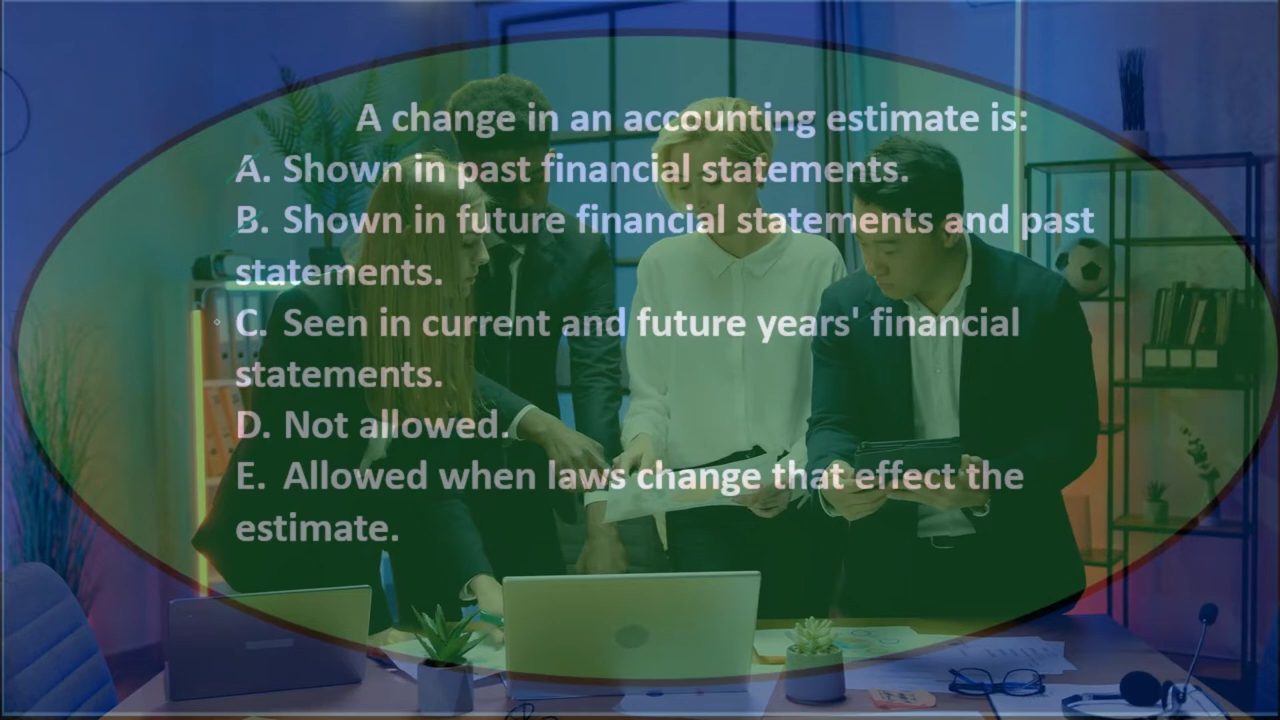 A change in an accounting estimate is:
A. Shown in past financial statements.
B. Shown in future financial statements and past
statements.
C. Seen in current and future years' financial
statements.
D. Not allowed.
E. Allowed when laws change that effect the
estimate.